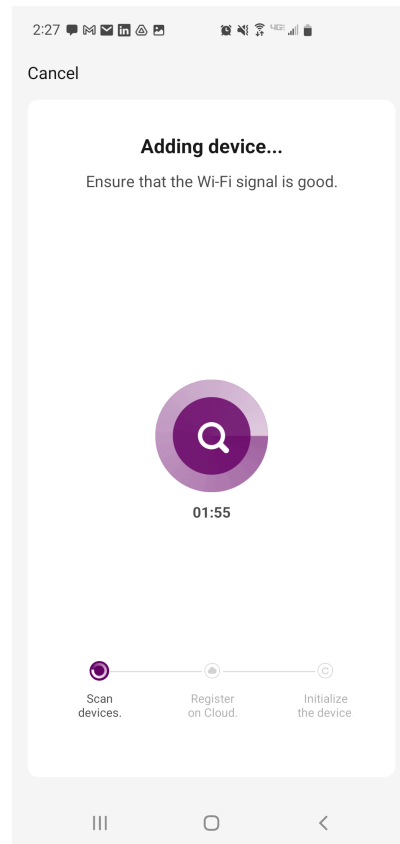 2:27
Cancel
Adding device...
Ensure that the Wi-Fi signal is good.
01:55
Scan
devices.
Register
on Cloud.
Initialize
the device